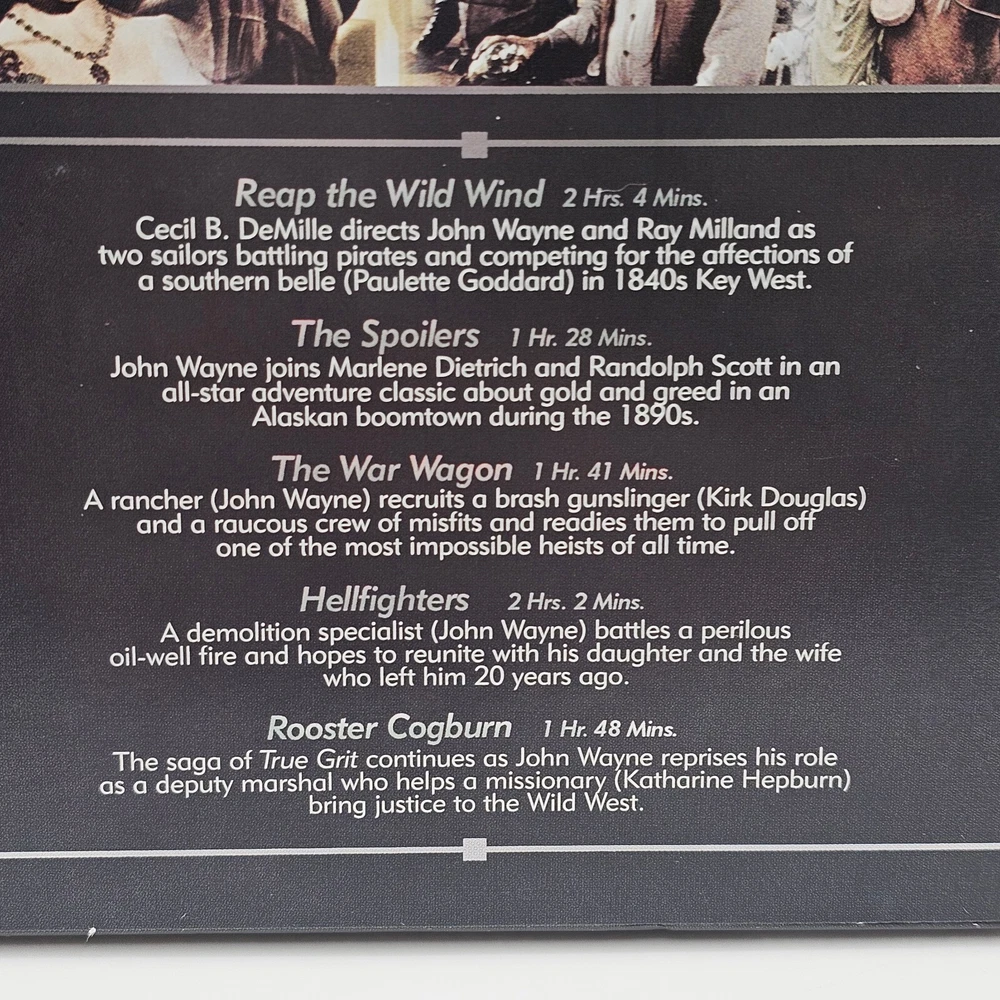 Reap the Wild Wind 2 Hrs. 4 Mins.
Cecil B. DeMille directs John Wayne and Ray Milland as
two sailors battling pirates and competing for the affections of
a southern belle (Paulette Goddard) in 1840s Key West.
The Spoilers 1 Hr. 28 Mins.
John Wayne joins Marlene Dietrich and Randolph Scott in an
all-star adventure classic about gold and greed in an
Alaskan boomtown during the 1890s.
The War Wagon 1 Hr. 41 Mins.
A rancher (John Wayne) recruits a brash gunslinger (Kirk Douglas)
and a raucous crew of misfits and readies them to pull off
one of the most impossible heists of all time.
Hellfighters 2 Hrs. 2 Mins.
A demolition specialist (John Wayne) battles a perilous
oil-well fire and hopes to reunite with his daughter and the wife
who left him 20 years ago.
Rooster Cogburn 1 Hr. 48 Mins.
The saga of True Grit continues as John Wayne reprises his role
as a deputy marshal who helps a missionary (Katharine Hepburn)
bring justice to the Wild West.